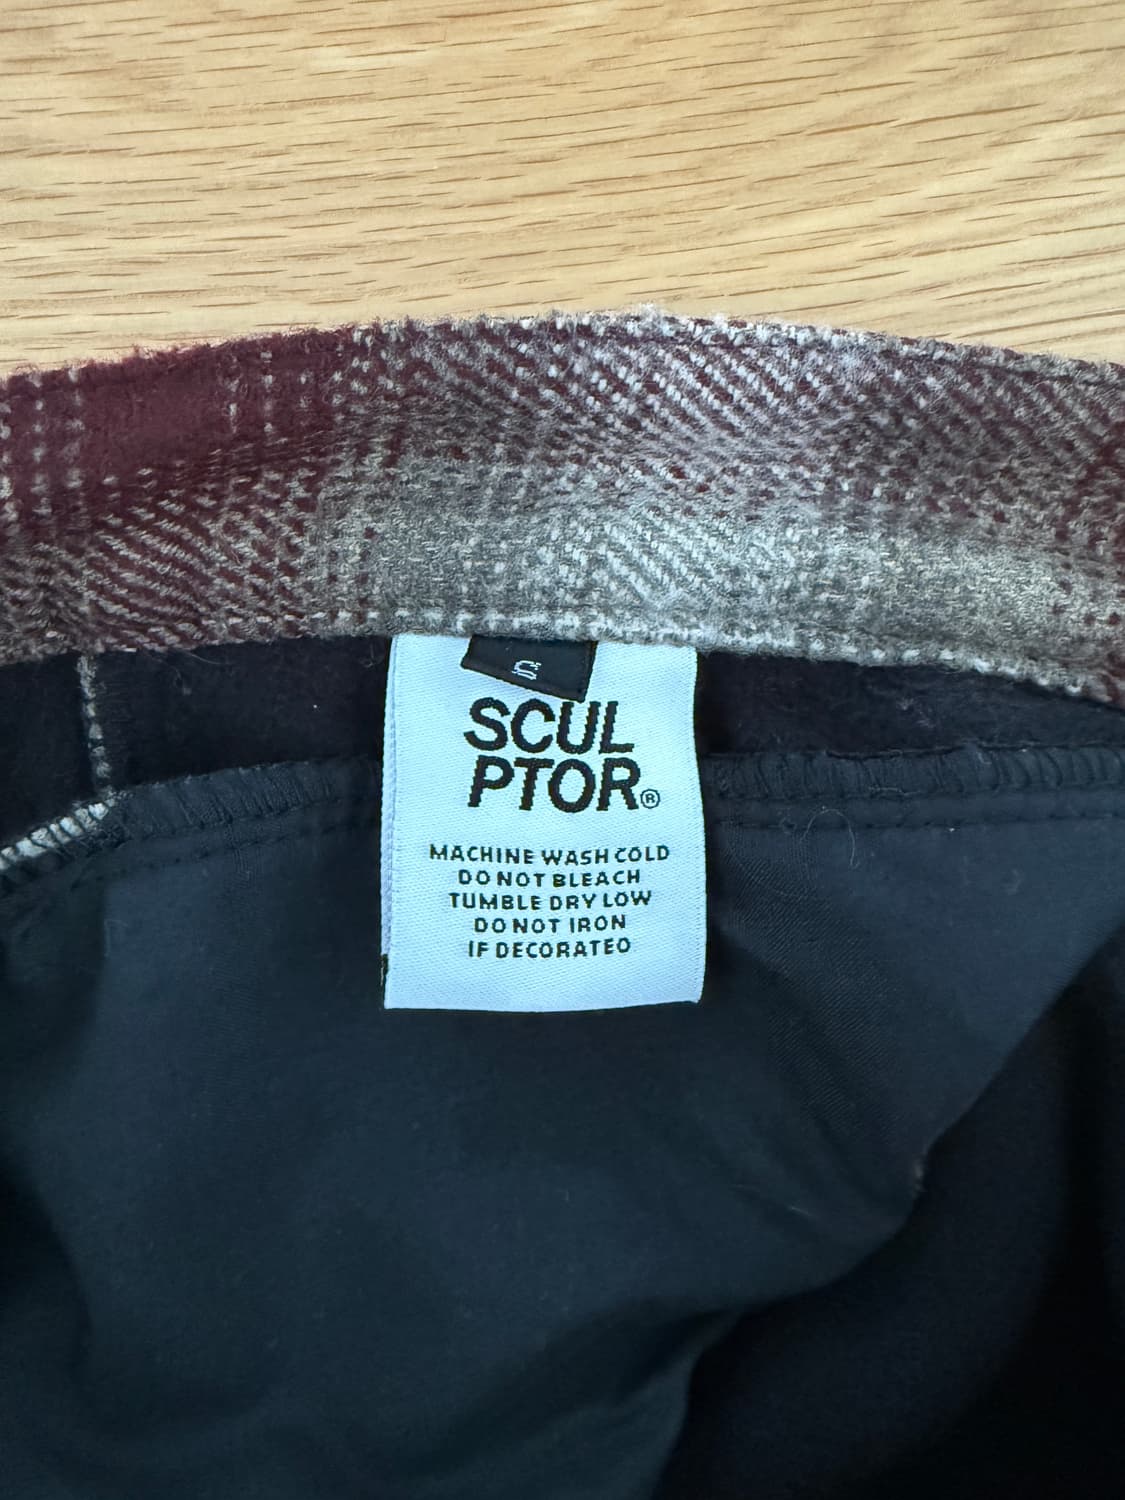 S
SCUL
PTOR®
MACHINE WASH COLD
DO NOT BLEACH
TUMBLE DRY LOW
DO NOT IRON
IF DECORATED